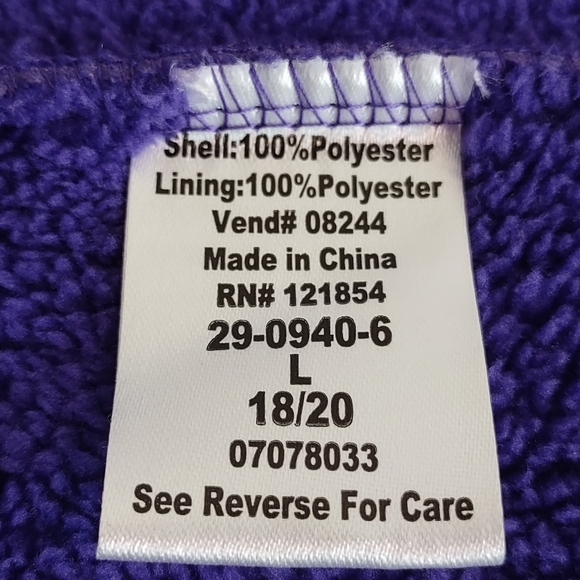 Shell:100%Polyester
Lining:100%Polyester
Vend# 08244
Made in China
RN# 121854
29-0940-6
L
18/20
07078033
See Reverse For Care